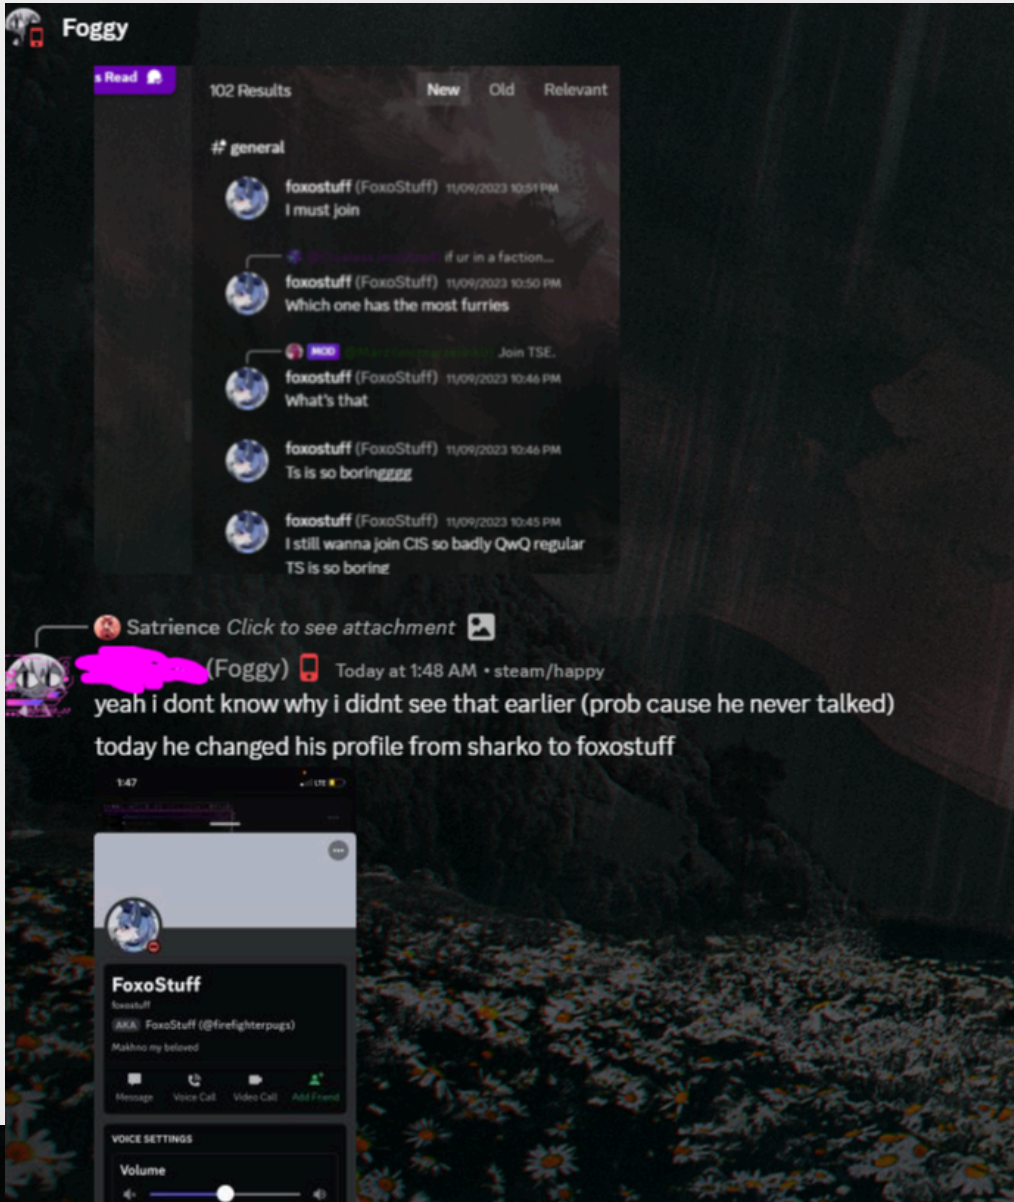 Foggy
s Read
102 Results New Old Relevant
# general
foxostuff (FoxoStuff) 11/09/2023 10:51 PM
I must join
if ur in a faction...
foxostuff (FoxoStuff) 11/09/2023 10:50 PM
Which one has the most furries
MOD Join TSE.
foxostuff (FoxoStuff) 11/09/2023 10:46 PM
What's that
foxostuff (FoxoStuff) 11/09/2023 10:46 PM
Ts is so boringggg
foxostuff (FoxoStuff) 11/09/2023 10:45 PM
I still wanna join CIS so badly QwQ regular
TS is so boring
Satrience Click to see attachment
(Foggy) Today at 1:48 AM • steam/happy
yeah i dont know why i didnt see that earlier (prob cause he never talked)
today he changed his profile from sharko to foxostuff
1:47 LTE
FoxoStuff
foxostuff
AKA FoxoStuff (@firefighterpugs)
Makhno my beloved
Message Voice Call Video Call Add Friend
VOICE SETTINGS
Volume